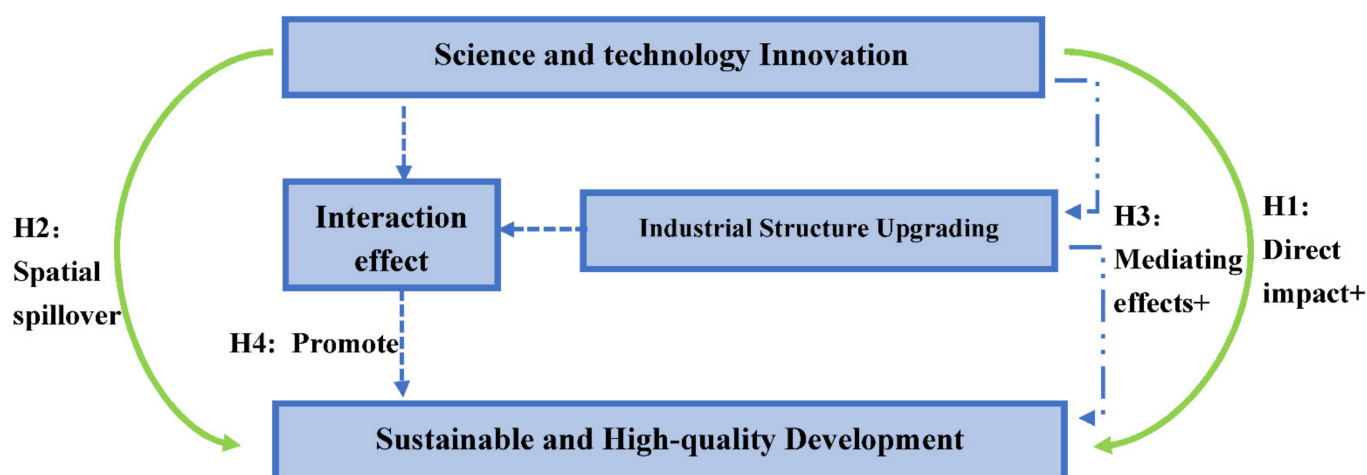 Science and technology Innovation
Interaction
effect
Industrial Structure Upgrading
H2:
Spatial
spillover
H3:
Mediating
effects+
H1:
Direct
impact+
H4: Promote
Sustainable and High-quality Development